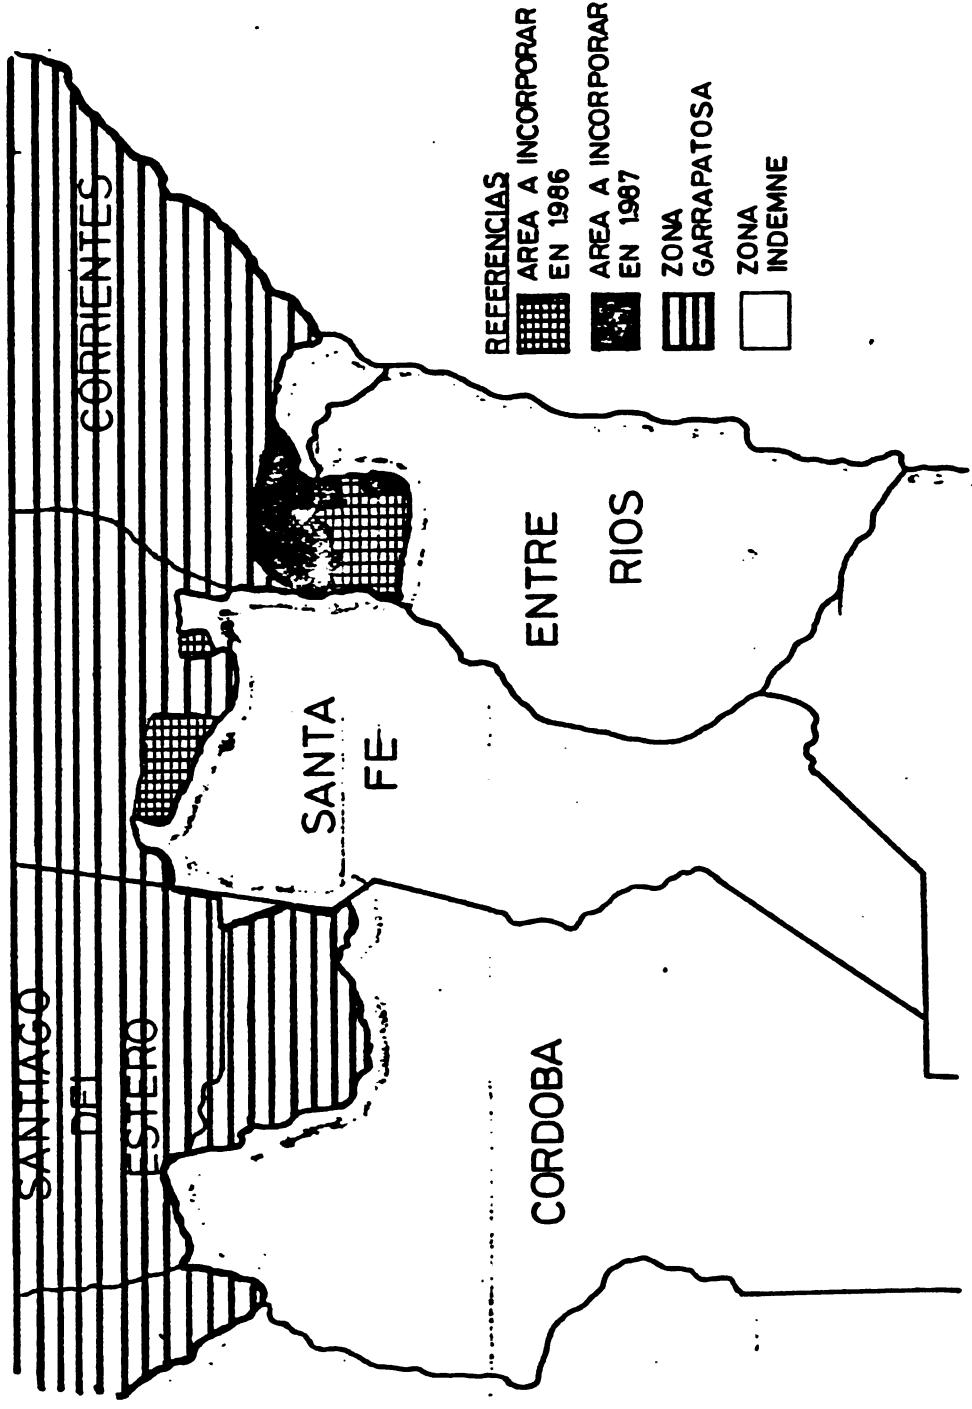 SANTIAGO
DEL
ESTERO
CORRIENTES
SANTA
FE
ENTRE
RIOS
CORDOBA
REFERENCIAS
AREA A INCORPORAR
EN 1986
AREA A INCORPORAR
EN 1987
ZONA
GARRAPATOSA
ZONA
INDEMNE